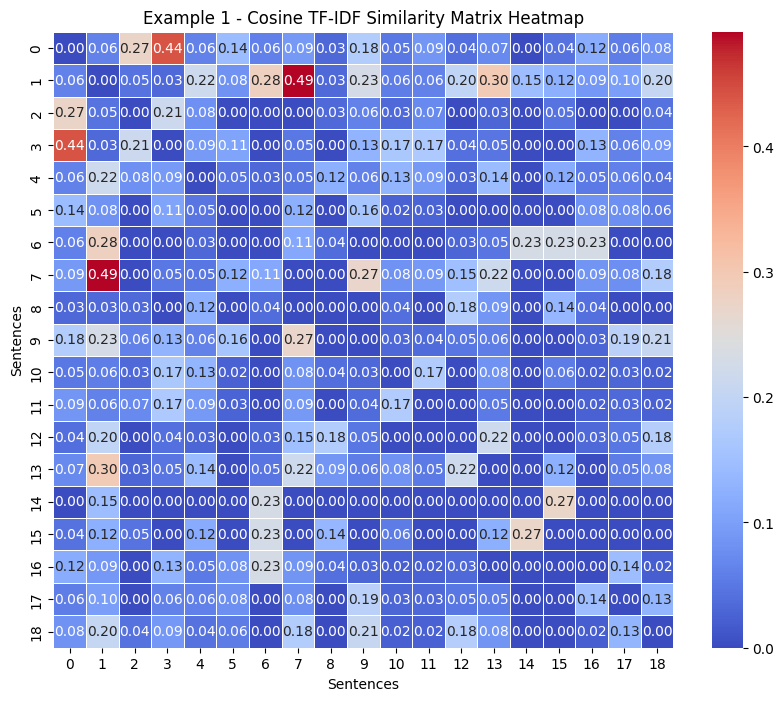 Example 1 - Cosine TF-IDF Similarity Matrix Heatmap
0 0.00 0.06 0.27 0.44 0.06 0.14 0.06 0.09 0.03 0.18 0.05 0.09 0.04 0.07 0.00 0.04 0.12 0.06 0.08
1 0.06 0.00 0.05 0.03 0.22 0.08 0.28 0.49 0.03 0.23 0.06 0.06 0.20 0.30 0.15 0.12 0.09 0.10 0.20
2 0.27 0.05 0.00 0.21 0.08 0.00 0.00 0.00 0.03 0.06 0.03 0.07 0.00 0.03 0.00 0.05 0.00 0.00 0.04
3 0.44 0.03 0.21 0.00 0.09 0.11 0.00 0.05 0.00 0.13 0.17 0.17 0.04 0.05 0.00 0.00 0.13 0.06 0.09
4 0.06 0.22 0.08 0.09 0.00 0.05 0.03 0.05 0.12 0.06 0.13 0.09 0.03 0.14 0.00 0.12 0.05 0.06 0.04
5 0.14 0.08 0.00 0.11 0.05 0.00 0.00 0.12 0.00 0.16 0.02 0.03 0.00 0.00 0.00 0.00 0.08 0.08 0.06
6 0.06 0.28 0.00 0.00 0.03 0.00 0.00 0.11 0.04 0.00 0.00 0.00 0.03 0.05 0.23 0.23 0.23 0.00 0.00
7 0.09 0.49 0.00 0.05 0.05 0.12 0.11 0.00 0.00 0.27 0.08 0.09 0.15 0.22 0.00 0.00 0.09 0.08 0.18
8 0.03 0.03 0.03 0.00 0.12 0.00 0.04 0.00 0.00 0.00 0.04 0.00 0.18 0.09 0.00 0.14 0.04 0.00 0.00
9 0.18 0.23 0.06 0.13 0.06 0.16 0.00 0.27 0.00 0.00 0.03 0.04 0.05 0.06 0.00 0.00 0.03 0.19 0.21
10 0.05 0.06 0.03 0.17 0.13 0.02 0.00 0.08 0.04 0.03 0.00 0.17 0.00 0.08 0.00 0.06 0.02 0.03 0.02
11 0.09 0.06 0.07 0.17 0.09 0.03 0.00 0.09 0.00 0.04 0.17 0.00 0.00 0.05 0.00 0.00 0.02 0.03 0.02
12 0.04 0.20 0.00 0.04 0.03 0.00 0.03 0.15 0.18 0.05 0.00 0.00 0.00 0.22 0.00 0.00 0.03 0.05 0.18
13 0.07 0.30 0.03 0.05 0.14 0.00 0.05 0.22 0.09 0.06 0.08 0.05 0.22 0.00 0.00 0.12 0.03 0.05 0.08
14 0.00 0.15 0.00 0.00 0.00 0.00 0.23 0.00 0.00 0.00 0.00 0.00 0.00 0.00 0.00 0.27 0.00 0.00 0.00
15 0.04 0.12 0.05 0.00 0.12 0.00 0.23 0.00 0.14 0.00 0.06 0.00 0.00 0.12 0.27 0.00 0.00 0.00 0.00
16 0.12 0.09 0.00 0.13 0.05 0.08 0.23 0.09 0.04 0.03 0.02 0.02 0.03 0.03 0.00 0.00 0.00 0.14 0.02
17 0.06 0.10 0.00 0.06 0.06 0.08 0.00 0.08 0.00 0.19 0.03 0.03 0.05 0.05 0.00 0.00 0.14 0.00 0.13
18 0.08 0.20 0.04 0.09 0.04 0.06 0.00 0.18 0.00 0.21 0.02 0.02 0.18 0.08 0.00 0.00 0.02 0.13 0.00
0 1 2 3 4 5 6 7 8 9 10 11 12 13 14 15 16 17 18
Sentences
Sentences
0.4
0.3
0.2
0.1
0.0